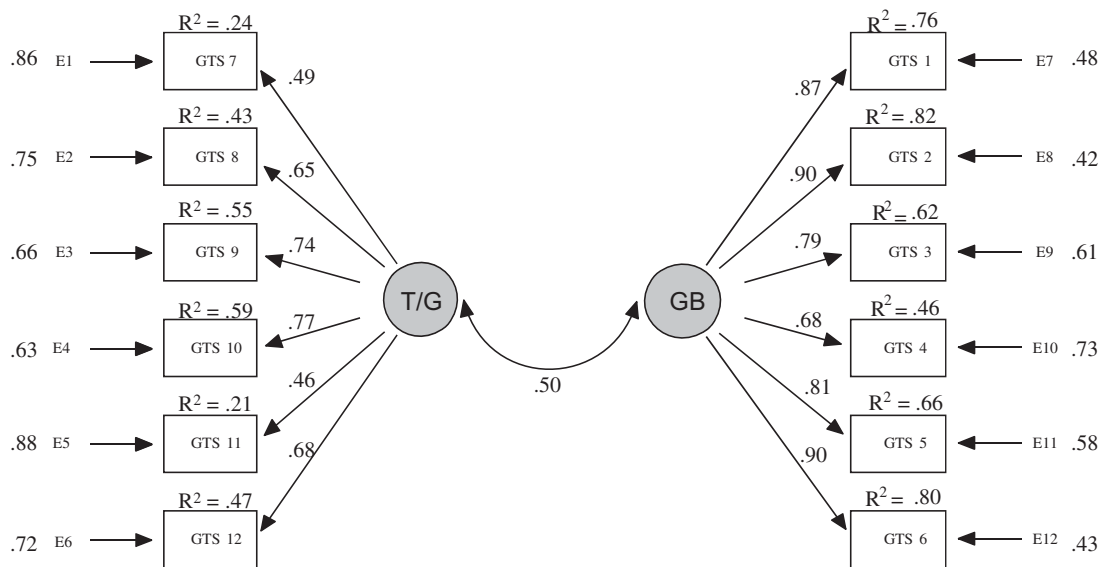 R² = .24
.86 E1 GTS 7
.49
R² = .43
.75 E2 GTS 8
.65
R² = .55
.66 E3 GTS 9
.74
R² = .59
.63 E4 GTS 10
.77
R² = .21
.88 E5 GTS 11
.46
R² = .47
.72 E6 GTS 12
.68
T/G
.50
GB
R² = .76
.87
GTS 1 E7 .48
R² = .82
.90
GTS 2 E8 .42
R² = .62
.79
GTS 3 E9 .61
R² = .46
.68
GTS 4 E10 .73
R² = .66
.81
GTS 5 E11 .58
R² = .80
.90
GTS 6 E12 .43